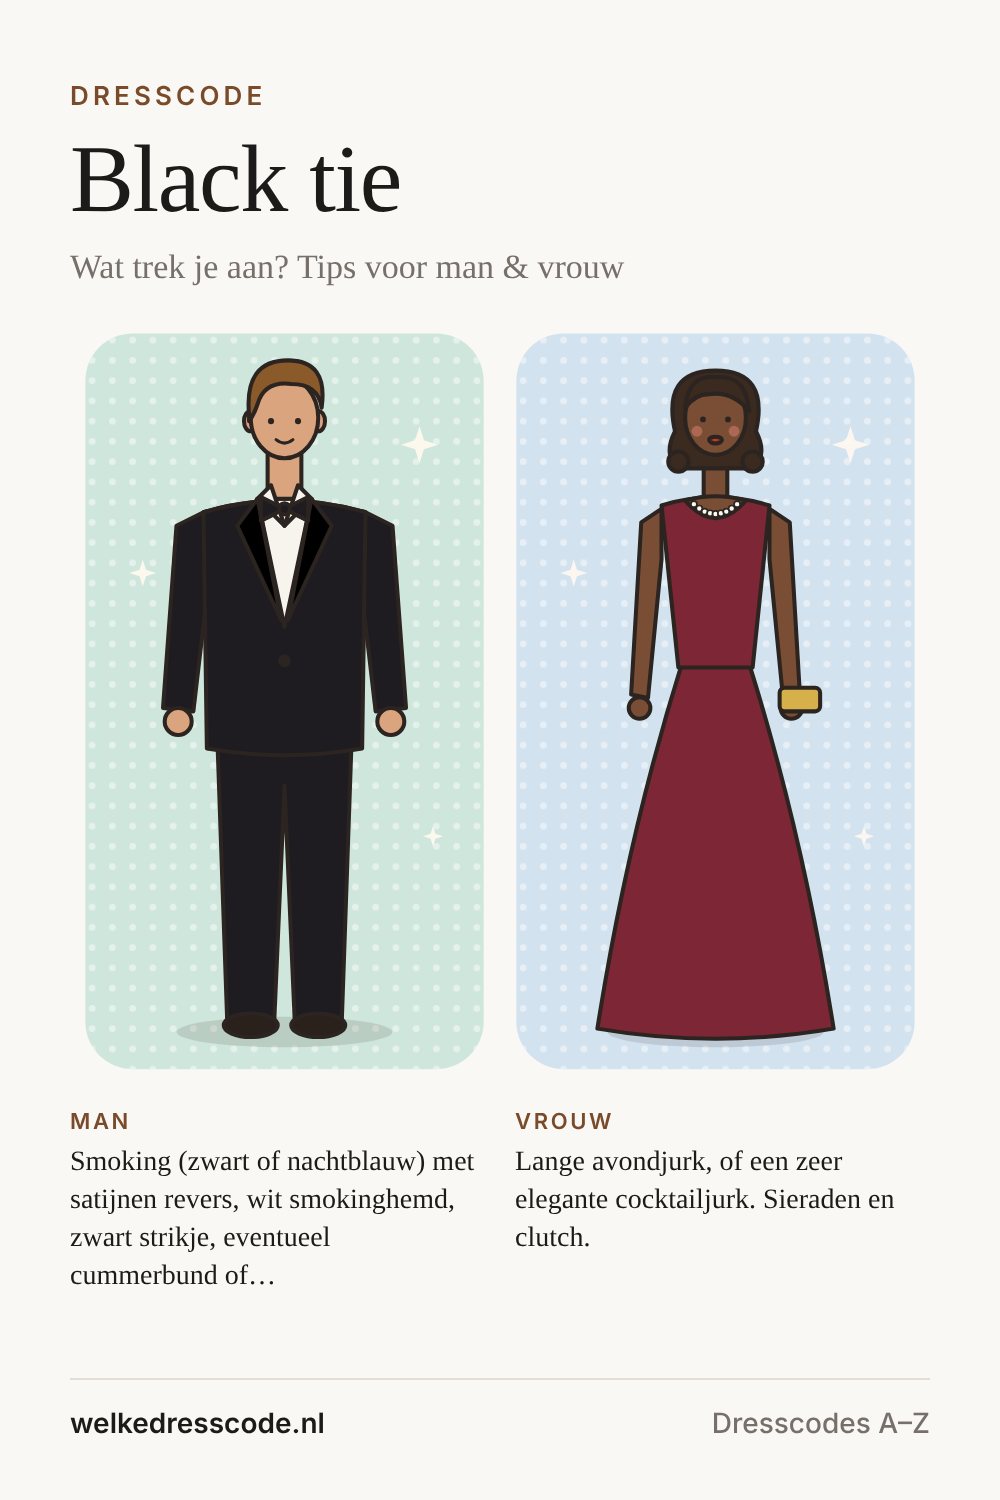 DRESSCODE
Black tie
Wat trek je aan? Tips voor man & vrouw
MAN
Smoking (zwart of nachtblauw) met
satijnen revers, wit smokinghemd,
zwart strikje, eventueel
cummerbund of…
VROUW
Lange avondjurk, of een zeer
elegante cocktailjurk. Sieraden en
clutch.
welkedresscode.nl
Dresscodes A–Z